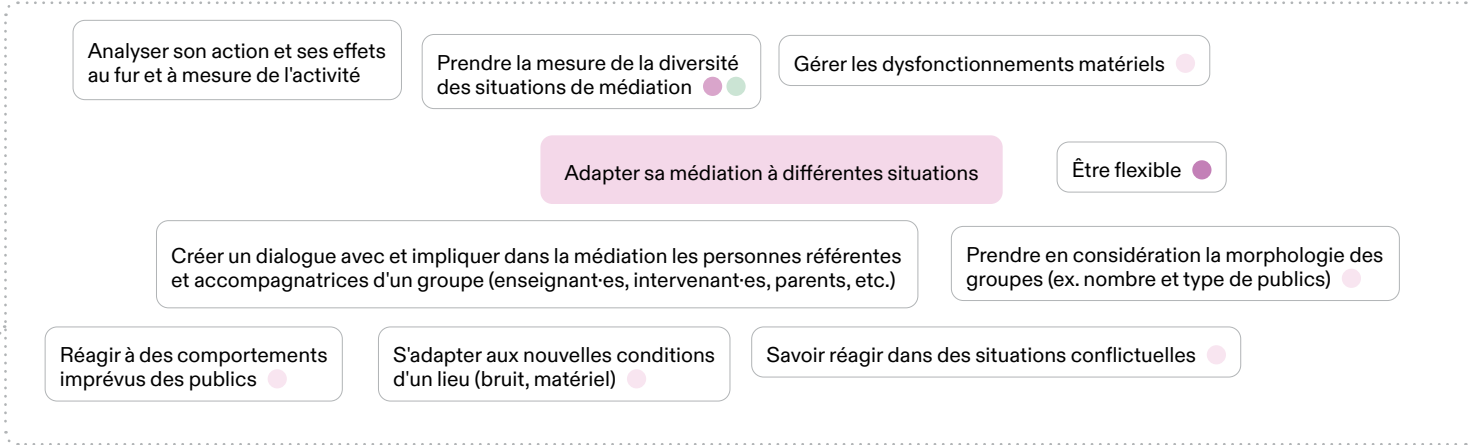 Analyser son action et ses effets
au fur et à mesure de l'activité
Prendre la mesure de la diversité
des situations de médiation
Gérer les dysfonctionnements matériels
Adapter sa médiation à différentes situations
Être flexible
Créer un dialogue avec et impliquer dans la médiation les personnes référentes
et accompagnatrices d'un groupe (enseignant·es, intervenant·es, parents, etc.)
Prendre en considération la morphologie des
groupes (ex. nombre et type de publics)
Réagir à des comportements
imprévus des publics
S'adapter aux nouvelles conditions
d'un lieu (bruit, matériel)
Savoir réagir dans des situations conflictuelles